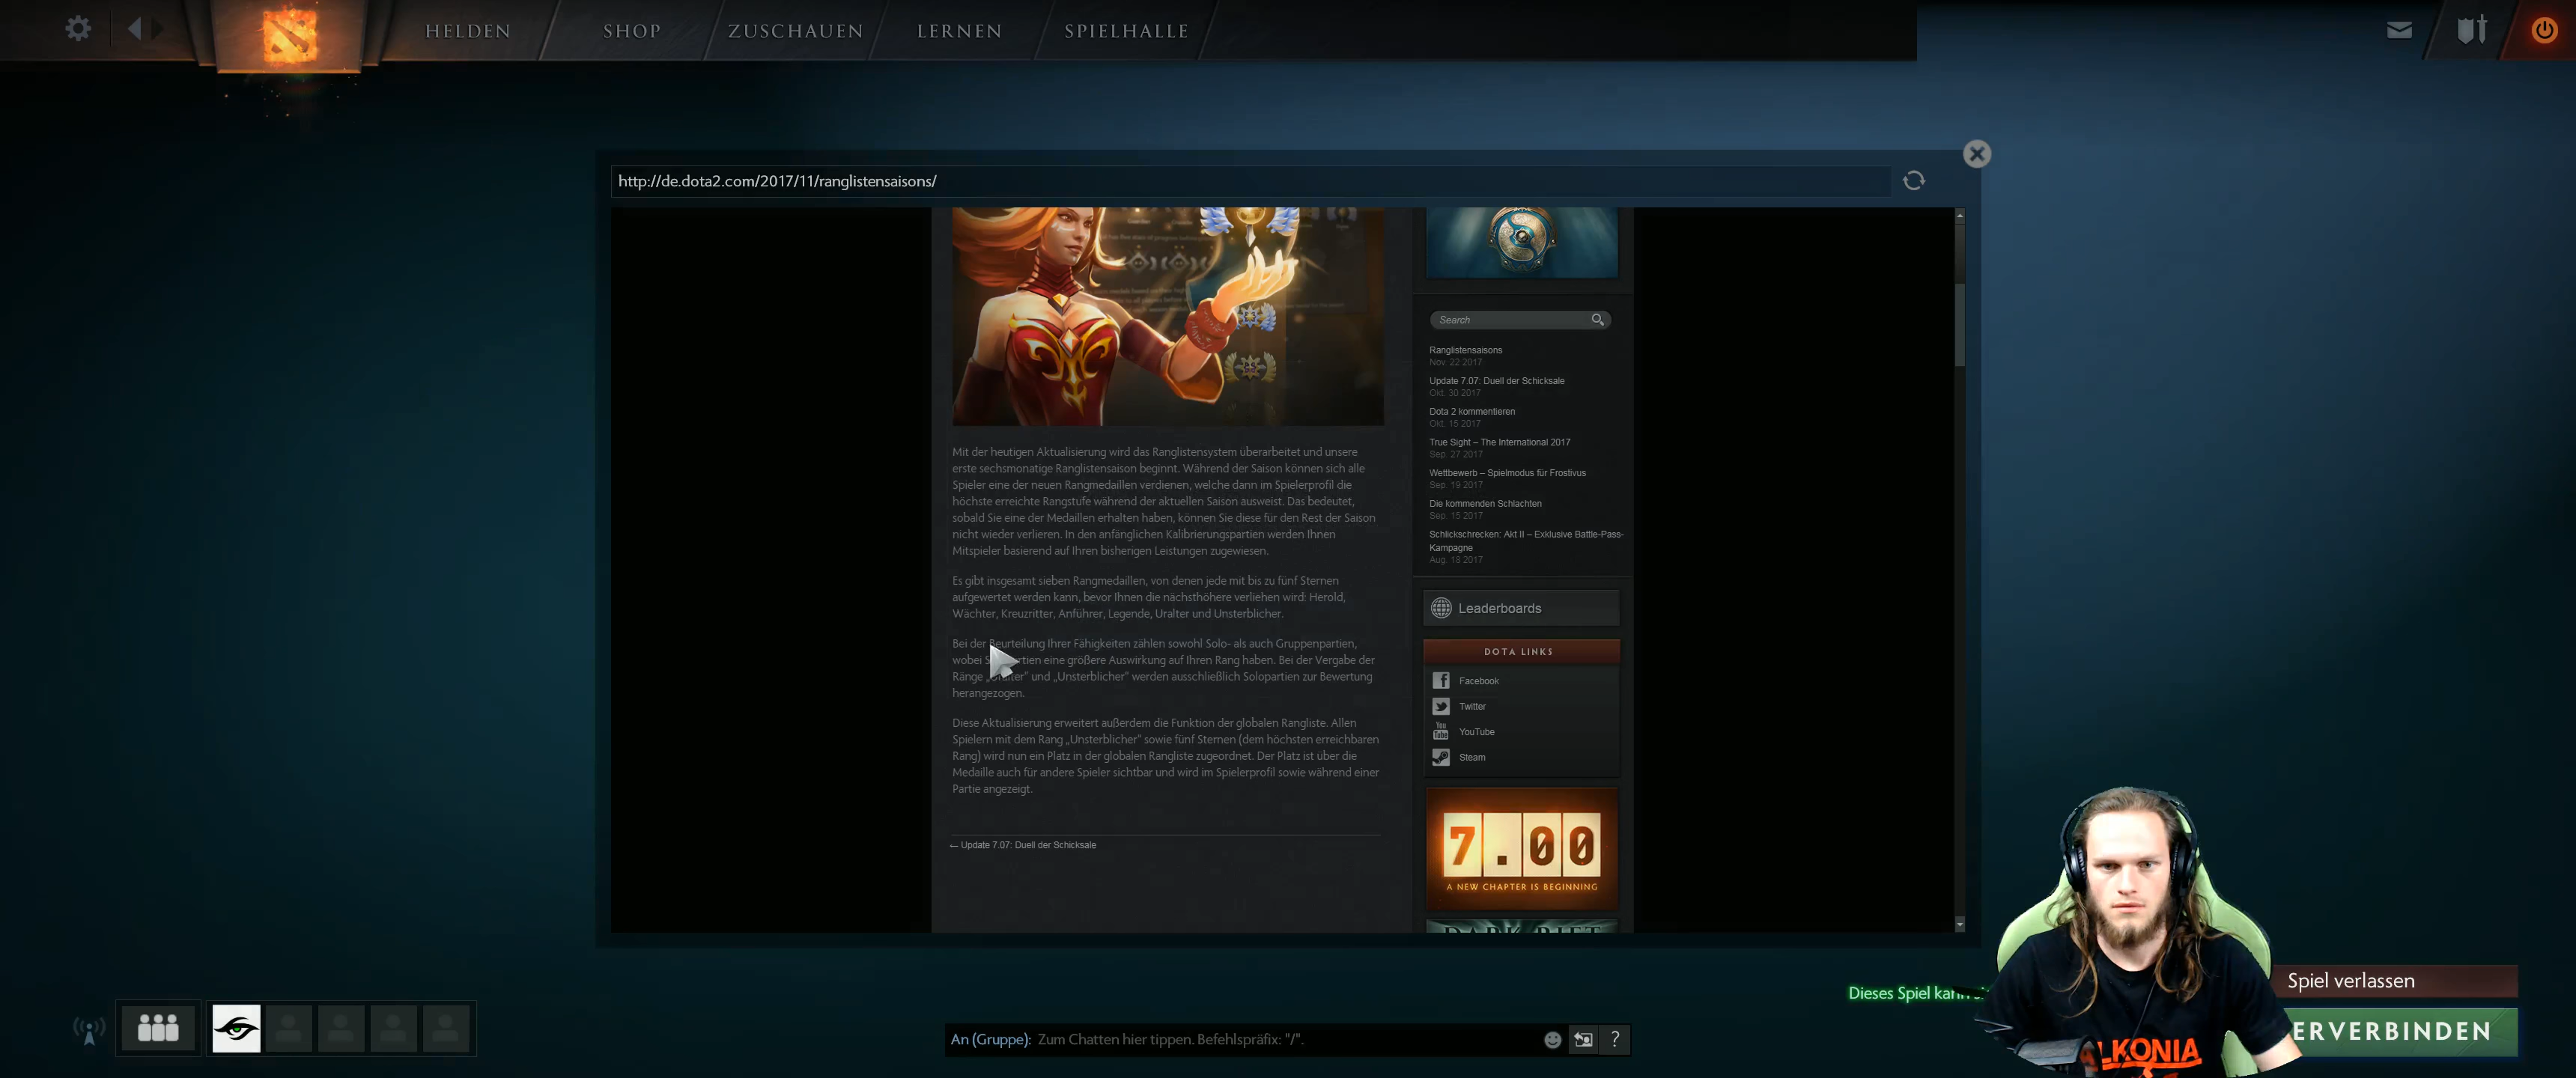 HELDEN
SHOP
ZUSCHAUEN
LERNEN
SPIELHALLE
http://de.dota2.com/2017/11/ranglistensaisons/
Mit der heutigen Aktualisierung wird das Ranglistensystem überarbeitet und unsere
erste sechsmonatige Ranglistensaison beginnt. Während der Saison können sich alle
Spieler eine der neuen Rangmedaillen verdienen, welche dann im Spielerprofil die
höchste erreichte Rangstufe während der aktuellen Saison ausweist. Das bedeutet,
sobald Sie eine der Medaillen erhalten haben, können Sie diese für den Rest der Saison
nicht wieder verlieren. In den anfänglichen Kalibrierungspartien werden Ihnen
Mitspieler basierend auf Ihren bisherigen Leistungen zugewiesen.
Es gibt insgesamt sieben Rangmedaillen, von denen jede mit bis zu fünf Sternen
aufgewertet werden kann, bevor Ihnen die nächsthöhere verliehen wird: Herold,
Wächter, Kreuzritter, Anführer, Legende, Uralter und Unsterblicher.
Bei der Beurteilung Ihrer Fähigkeiten zählen sowohl Solo- als auch Gruppenpartien,
wobei eine größere Auswirkung auf Ihren Rang haben. Bei der Vergabe der
Ränge und „Unsterblicher“ werden ausschließlich Solopartien zur Bewertung
herangezogen.
Diese Aktualisierung erweitert außerdem die Funktion der globalen Rangliste. Allen
Spielern mit dem Rang „Unsterblicher“ sowie fünf Sternen (dem höchsten erreichbaren
Rang) wird nun ein Platz in der globalen Rangliste zugeordnet. Der Platz ist über die
Medaille auch für andere Spieler sichtbar und wird im Spielerprofil sowie während einer
Partie angezeigt.
← Update 7.07: Duell der Schicksale
Search
Ranglistensaisons
Nov. 22 2017
Update 7.07: Duell der Schicksale
Okt. 30 2017
Dota 2 kommentieren
Okt. 15 2017
True Sight – The International 2017
Sep. 27 2017
Wettbewerb – Spielmodus für Frostivus
Sep. 19 2017
Die kommenden Schlachten
Sep. 15 2017
Schlickschrecken: Akt II – Exklusive Battle-Pass-
Kampagne
Aug. 18 2017
Leaderboards
DOTA LINKS
Facebook
Twitter
You Tube YouTube
Steam
7.00
A NEW CHAPTER IS BEGINNING
Dieses Spiel kann
Spiel verlassen
ERVERBINDEN
LKONIA
An (Gruppe): Zum Chatten hier tippen. Befehlspräfix: "/".
?